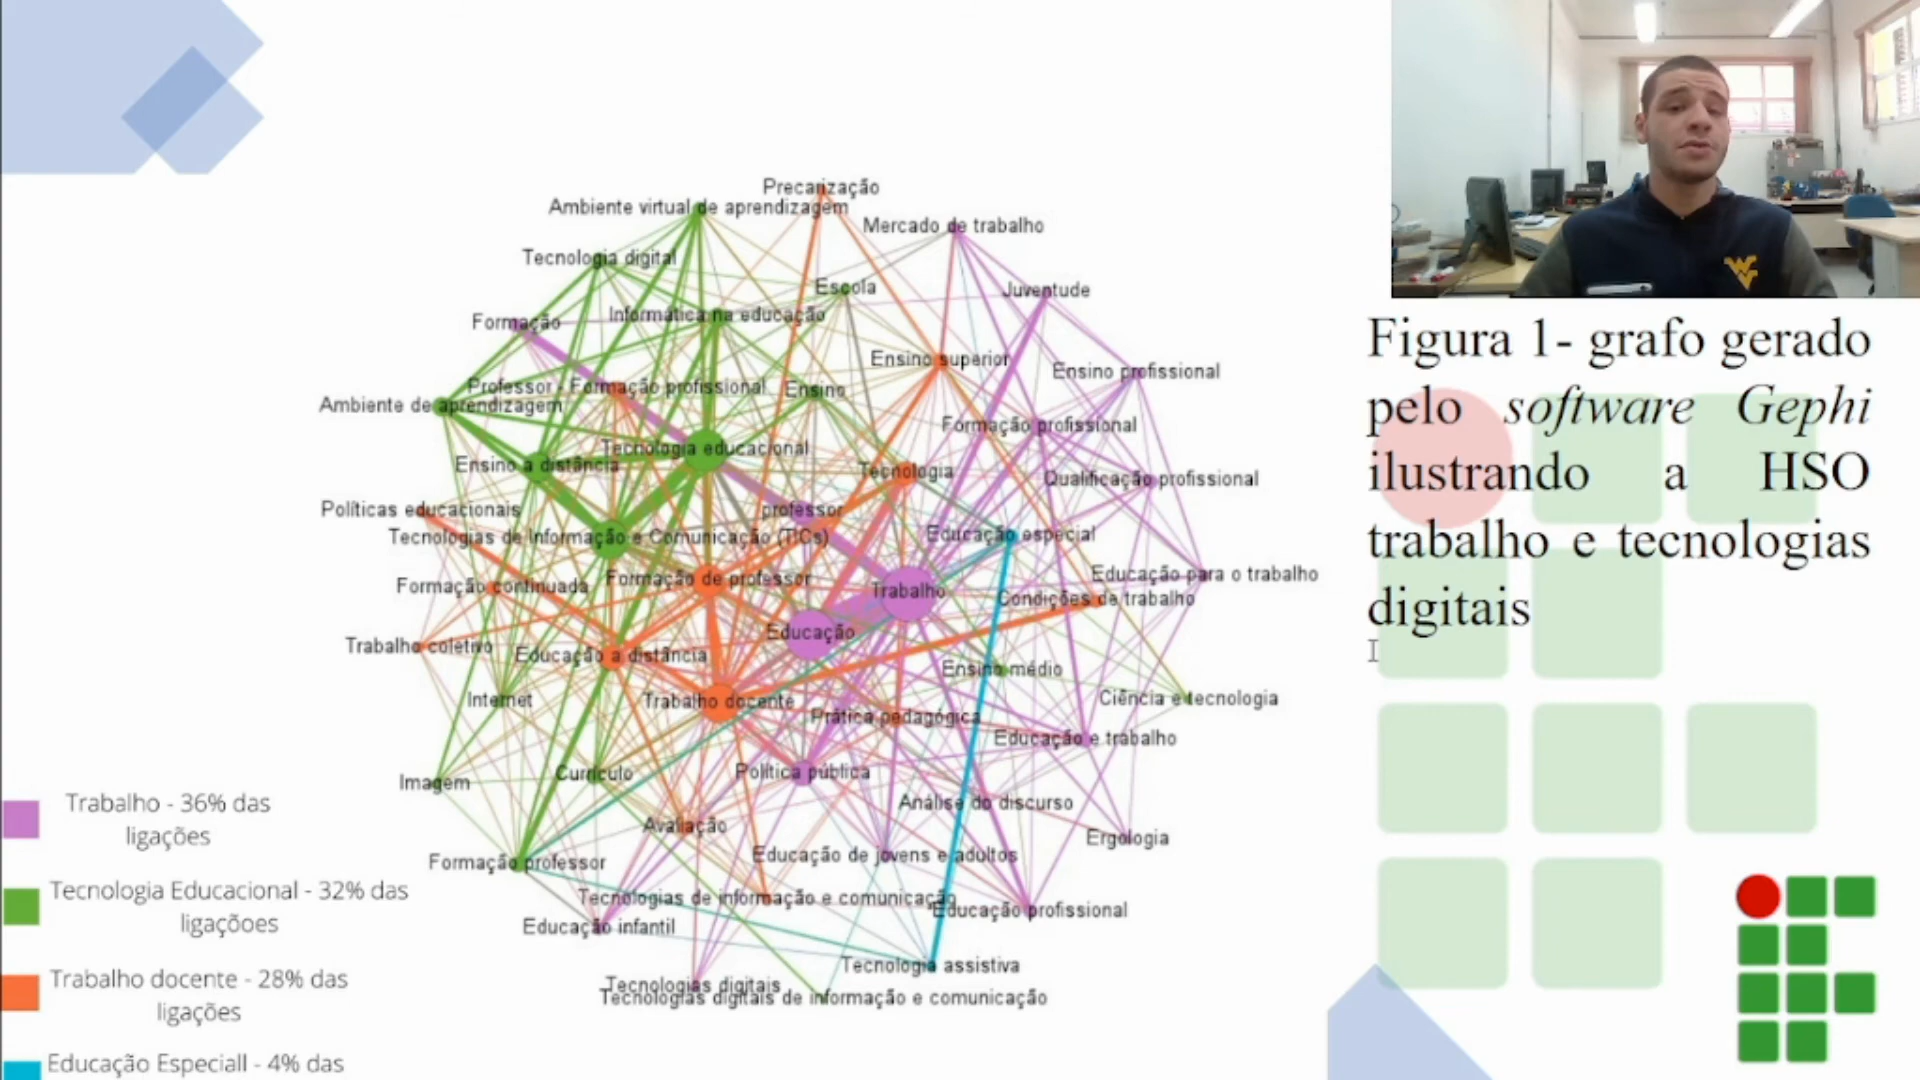 Precarização
Ambiente virtual de aprendizagem
Mercado de trabalho
Tecnologia digital
Escola
Juventude
Formação
Informática na educação
Ensino superior
Ensino profissional
Professor - Formação profissional
Ensino
Ambiente de aprendizagem
Formação profissional
Tecnologia educacional
Ensino a distância
Tecnologia
Qualificação profissional
Políticas educacionais
professor
Tecnologias de Informação e Comunicação (TICs)
Educação especial
Formação continuada
Formação de professor
Trabalho
Educação para o trabalho
Condições de trabalho
Educação
Trabalho coletivo
Educação a distância
Ensino médio
Internet
Trabalho docente
Ciência e tecnologia
Prática pedagógica
Educação e trabalho
Imagem
Currículo
Política pública
Análise do discurso
Avaliação
Ergologia
Formação professor
Educação de jovens e adultos
Tecnologias de informação e comunicação
Educação profissional
Educação infantil
Tecnologia assistiva
Tecnologias digitais
Tecnologias digitais de informação e comunicação
Trabalho - 36% das
ligações
Tecnologia Educacional - 32% das
ligaçõoes
Trabalho docente - 28% das
ligações
Educação Especiall - 4% das
Figura 1- grafo gerado
pelo software Gephi
ilustrando a HSO
trabalho e tecnologias
digitais